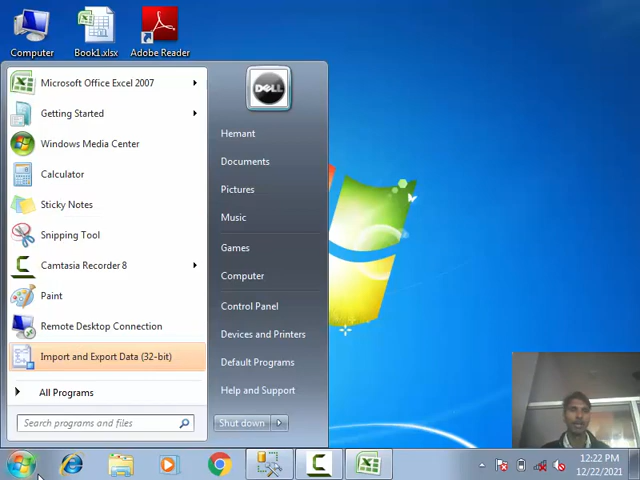 Computer
Book1.xlsx
Adobe Reader
Microsoft Office Excel 2007
Getting Started
Windows Media Center
Calculator
Sticky Notes
Snipping Tool
Camtasia Recorder 8
Paint
Remote Desktop Connection
Import and Export Data (32-bit)
All Programs
Search programs and files
DELL
Hemant
Documents
Pictures
Music
Games
Computer
Control Panel
Devices and Printers
Default Programs
Help and Support
Shut down
12:22 PM
12/22/2021